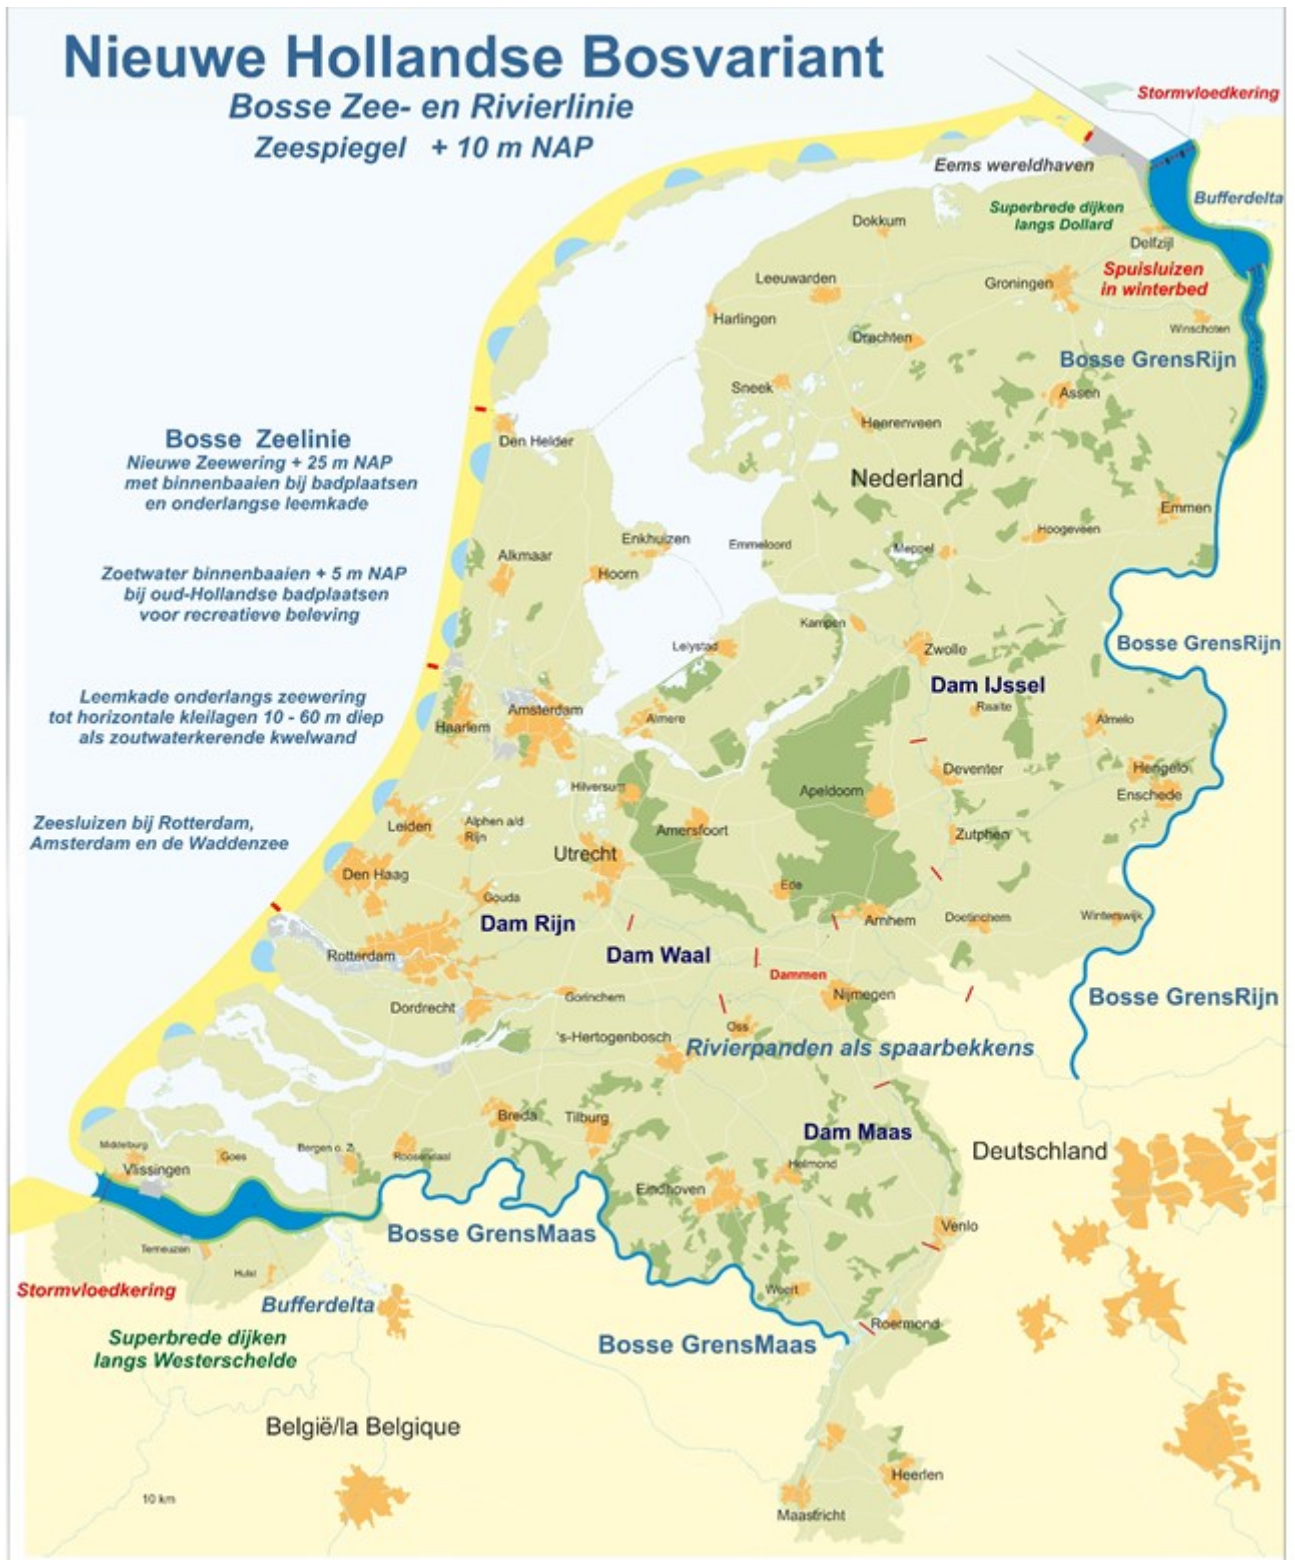 Nieuwe Hollandse Bosvariant
Bosse Zee- en Rivierlinie
Zeespiegel + 10 m NAP
Stormvloedkering
Eems wereldhaven
Bufferdelta
Superbrede dijken
langs Dollard
Dokkum
Delfzijl
Spuisluizen
in winterbed
Leeuwarden
Groningen
Harlingen
Winschoten
Drachten
Bosse GrensRijn
Sneek
Assen
Heerenveen
Den Helder
Bosse Zeelinie
Nieuwe Zeewering + 25 m NAP
met binnenbaaien bij badplaatsen
en onderlangse leemkade
Nederland
Emmen
Hoogeveen
Enkhuizen
Emmeloord
Meppel
Alkmaar
Hoorn
Zoetwater binnenbaaien + 5 m NAP
bij oud-Hollandse badplaatsen
voor recreatieve beleving
Kampen
Lelystad
Zwolle
Bosse GrensRijn
Dam IJssel
Raalte
Leemkade onderlangs zeewering
tot horizontale kleilagen 10 - 60 m diep
als zoutwaterkerende kwelwand
Amsterdam
Haarlem
Almere
Almelo
Deventer
Hengelo
Enschede
Hilversum
Apeldoorn
Zeesluizen bij Rotterdam,
Amsterdam en de Waddenzee
Leiden
Alphen a/d
Rijn
Amersfoort
Zutphen
Utrecht
Den Haag
Ede
Gouda
Dam Rijn
Arnhem
Doetinchem
Winterswijk
Rotterdam
Dam Waal
Dammen
Nijmegen
Bosse GrensRijn
Dordrecht
Gorinchem
Oss
's-Hertogenbosch
Rivierpanden als spaarbekkens
Breda
Tilburg
Dam Maas
Middelburg
Vlissingen
Goes
Bergen o. Z.
Roosendaal
Helmond
Deutschland
Eindhoven
Bosse GrensMaas
Venlo
Terneuzen
Hulst
Stormvloedkering
Bufferdelta
Weert
Roermond
Superbrede dijken
langs Westerschelde
Bosse GrensMaas
België/la Belgique
Heerlen
10 km
Maastricht